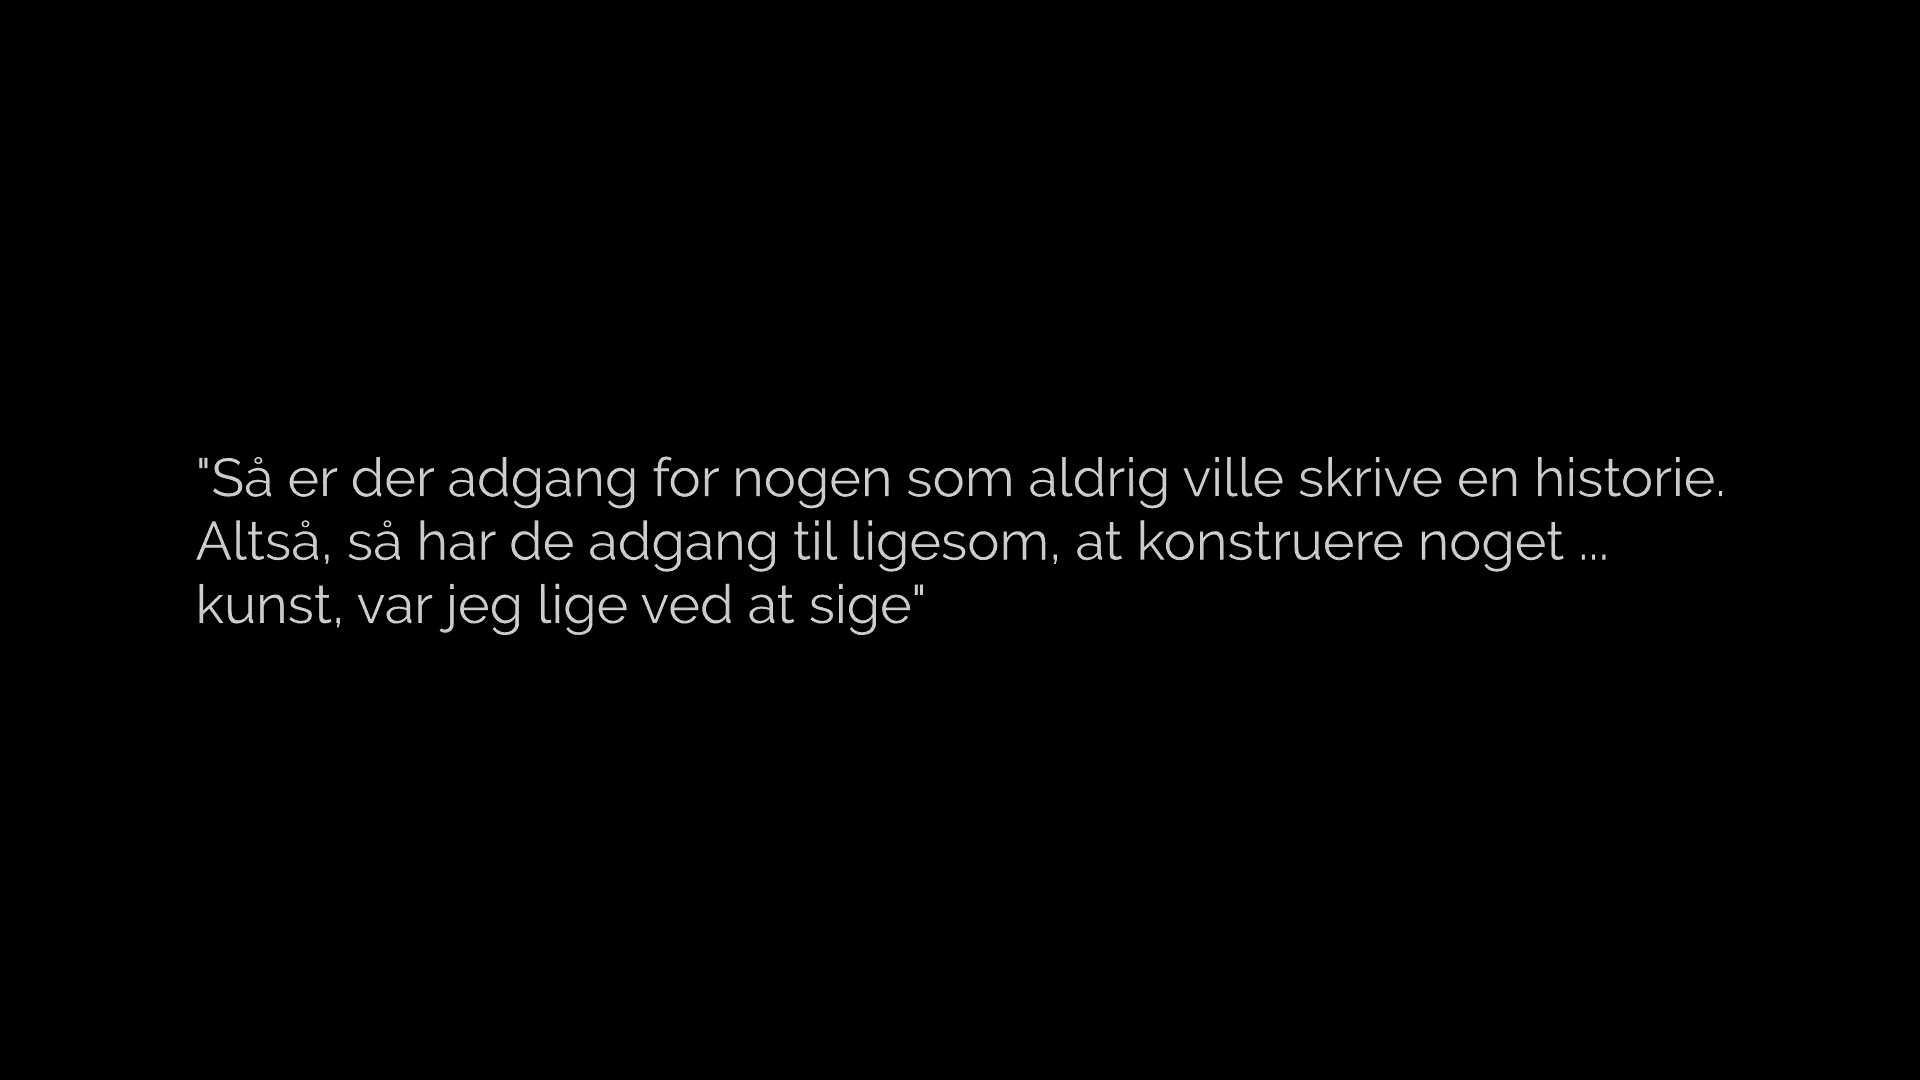 "Så er der adgang for nogen som aldrig ville skrive en historie.
Altså, så har de adgang til ligesom, at konstruere noget ...
kunst, var jeg lige ved at sige"